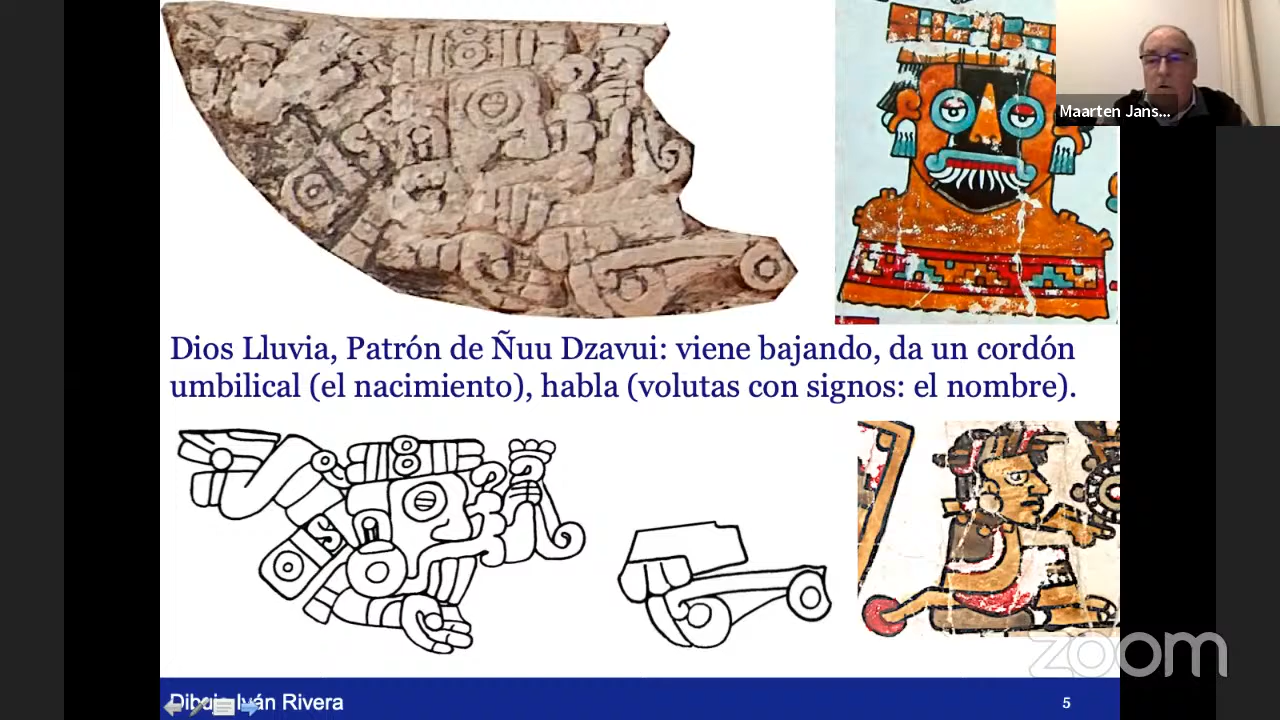 Maarten Jans...
Dios Lluvia, Patrón de Ñuu Dzavui: viene bajando, da un cordón
umbilical (el nacimiento), habla (volutas con signos: el nombre).
zoom
Dibujo Iván Rivera
5